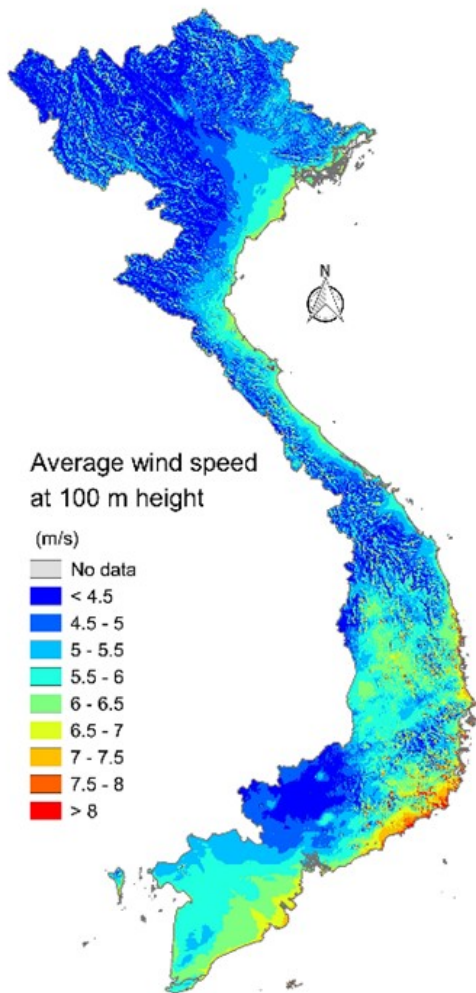 N
Average wind speed
at 100 m height
(m/s)
No data
< 4.5
4.5 - 5
5 - 5.5
5.5 - 6
6 - 6.5
6.5 - 7
7 - 7.5
7.5 - 8
> 8